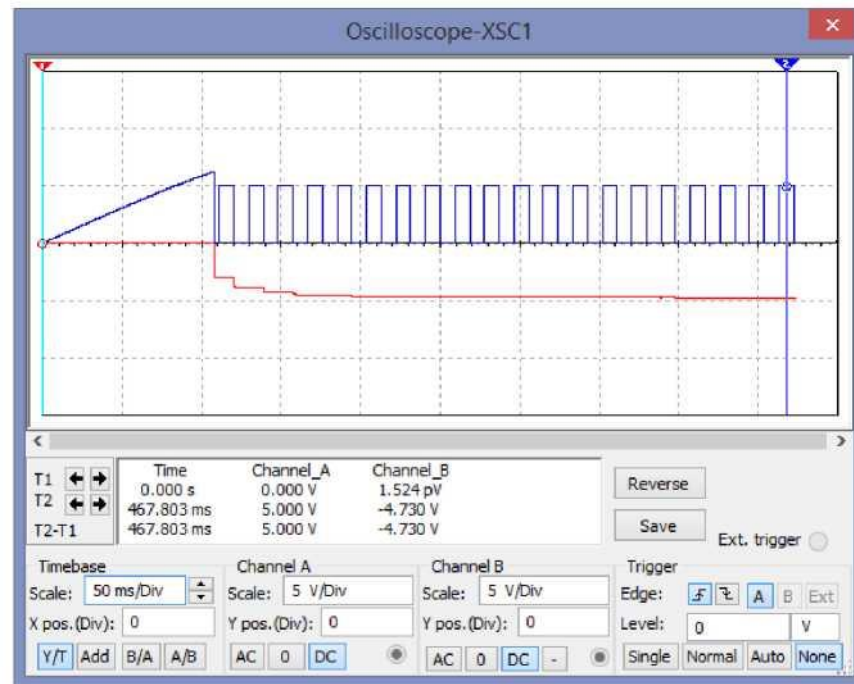 Oscilloscope-XSC1
1 2
T1
T2
T2-T1
Time Channel_A Channel_B
0.000 s 0.000 V 1.524 pV
467.803 ms 5.000 V -4.730 V
467.803 ms 5.000 V -4.730 V
Reverse
Save
Ext. trigger
Timebase
Scale: 50 ms/Div
X pos.(Div): 0
Y/T Add B/A A/B
Channel A
Scale: 5 V/Div
Y pos.(Div): 0
AC 0 DC
Channel B
Scale: 5 V/Div
Y pos.(Div): 0
AC 0 DC -
Trigger
Edge: A B Ext
Level: 0 V
Single Normal Auto None